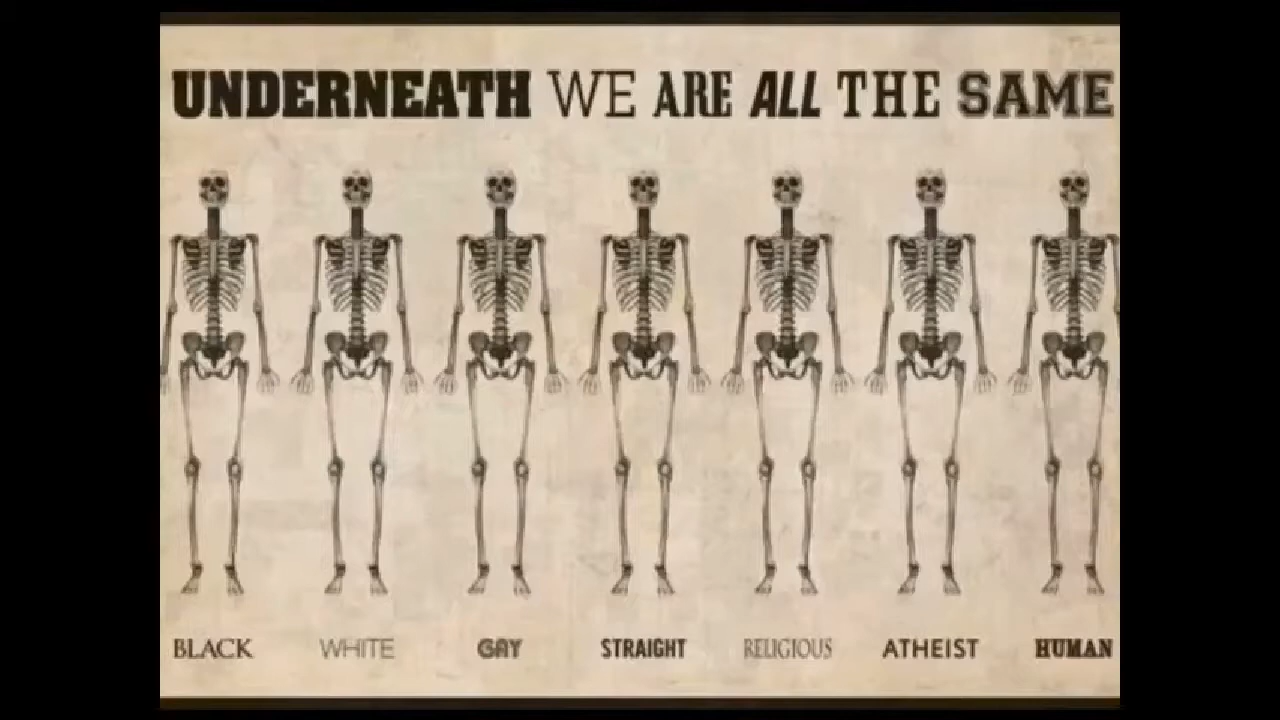 UNDERNEATH WE ARE ALL THE SAME
BLACK WHITE GAY STRAIGHT RELIGIOUS ATHEIST HUMAN